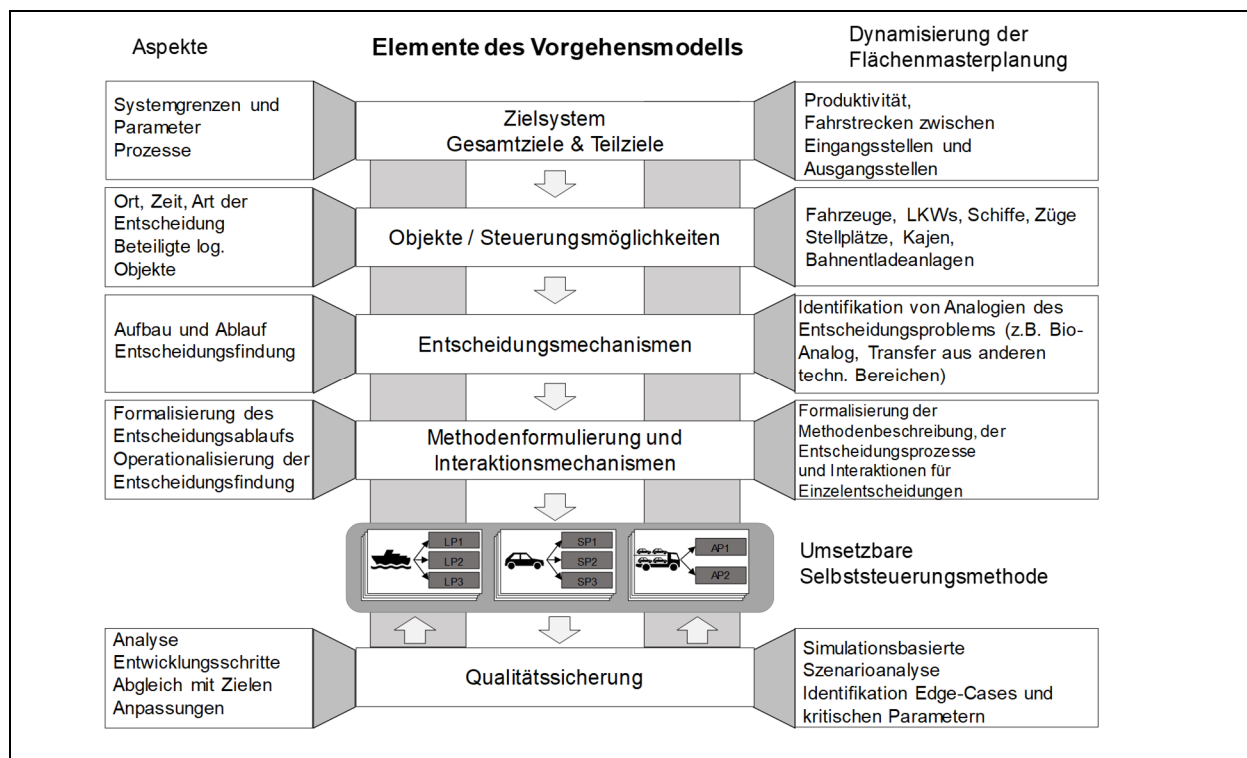 Aspekte
Elemente des Vorgehensmodells
Dynamisierung der
Flächenmasterplanung
Systemgrenzen und
Parameter
Prozesse
Zielsystem
Gesamtziele & Teilziele
Produktivität,
Fahrstrecken zwischen
Eingangsstellen und
Ausgangsstellen
Ort, Zeit, Art der
Entscheidung
Beteiligte log.
Objekte
Objekte / Steuerungsmöglichkeiten
Fahrzeuge, LKWs, Schiffe, Züge
Stellplätze, Kajen,
Bahnentladeanlagen
Aufbau und Ablauf
Entscheidungsfindung
Entscheidungsmechanismen
Identifikation von Analogien des
Entscheidungsproblems (z.B. Bio-
Analog, Transfer aus anderen
techn. Bereichen)
Formalisierung des
Entscheidungsablaufs
Operationalisierung der
Entscheidungsfindung
Methodenformulierung und
Interaktionsmechanismen
Formalisierung der
Methodenbeschreibung, der
Entscheidungsprozesse
und Interaktionen für
Einzelentscheidungen
LP1
LP2
LP3
SP1
SP2
SP3
AP1
AP2
Umsetzbare
Selbststeuerungsmethode
Analyse
Entwicklungsschritte
Abgleich mit Zielen
Anpassungen
Qualitätssicherung
Simulationsbasierte
Szenarioanalyse
Identifikation Edge-Cases und
kritischen Parametern